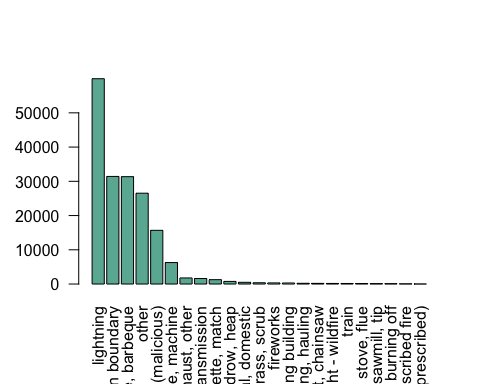 50000
40000
30000
20000
10000
0
lightning
n boundary
e, barbeque
other
(malicious)
e, machine
haust, other
ansmission
ette, match
drow, heap
l, domestic
rass, scrub
fireworks
ng building
ng, hauling
t, chainsaw
ht - wildfire
train
stove, flue
sawmill, tip
burning off
scribed fire
prescribed)